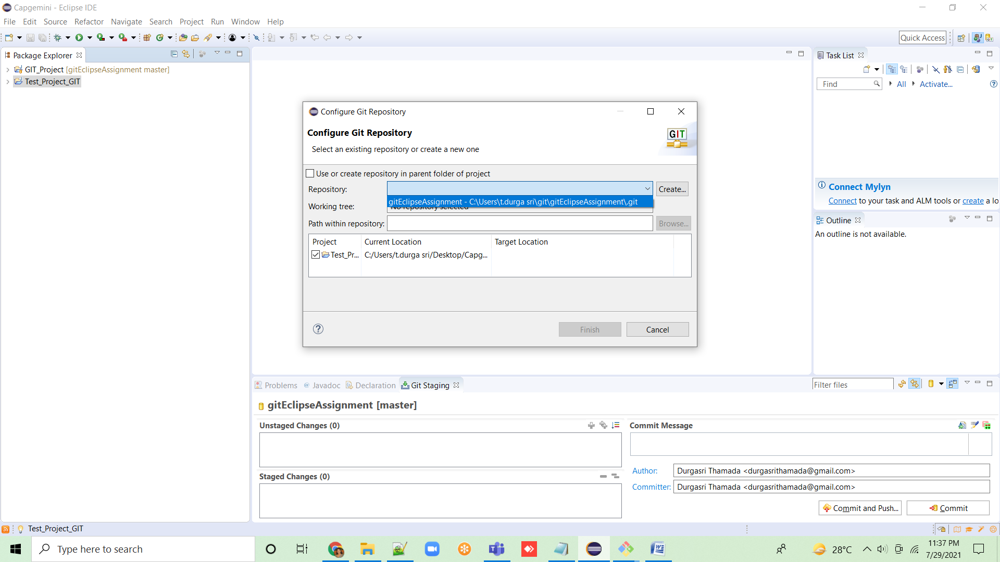 Capgemini - Eclipse IDE
File Edit Source Refactor Navigate Search Project Run Window Help
Quick Access
Package Explorer
GIT_Project [gitEclipseAssignment master]
Test_Project_GIT
Task List
Find
All
Activate...
Configure Git Repository
Configure Git Repository
Select an existing repository or create a new one
GIT
Use or create repository in parent folder of project
Repository:
Create...
gitEclipseAssignment - C:\Users\t.durga sri\git\gitEclipseAssignment\.git
Working tree:
No repository selected
Path within repository:
Browse...
Project Current Location Target Location
Test_Pr... C:/Users/t.durga sri/Desktop/Capg...
Finish
Cancel
Connect Mylyn
Connect to your task and ALM tools or create a lo
Outline
An outline is not available.
Problems @ Javadoc Declaration Git Staging
Filter files
gitEclipseAssignment [master]
Unstaged Changes (0)
Staged Changes (0)
Commit Message
Author: Durgasri Thamada <durgasrithamada@gmail.com>
Committer: Durgasri Thamada <durgasrithamada@gmail.com>
Commit and Push...
Commit
Test_Project_GIT
Type here to search
28°C
11:37 PM
7/29/2021